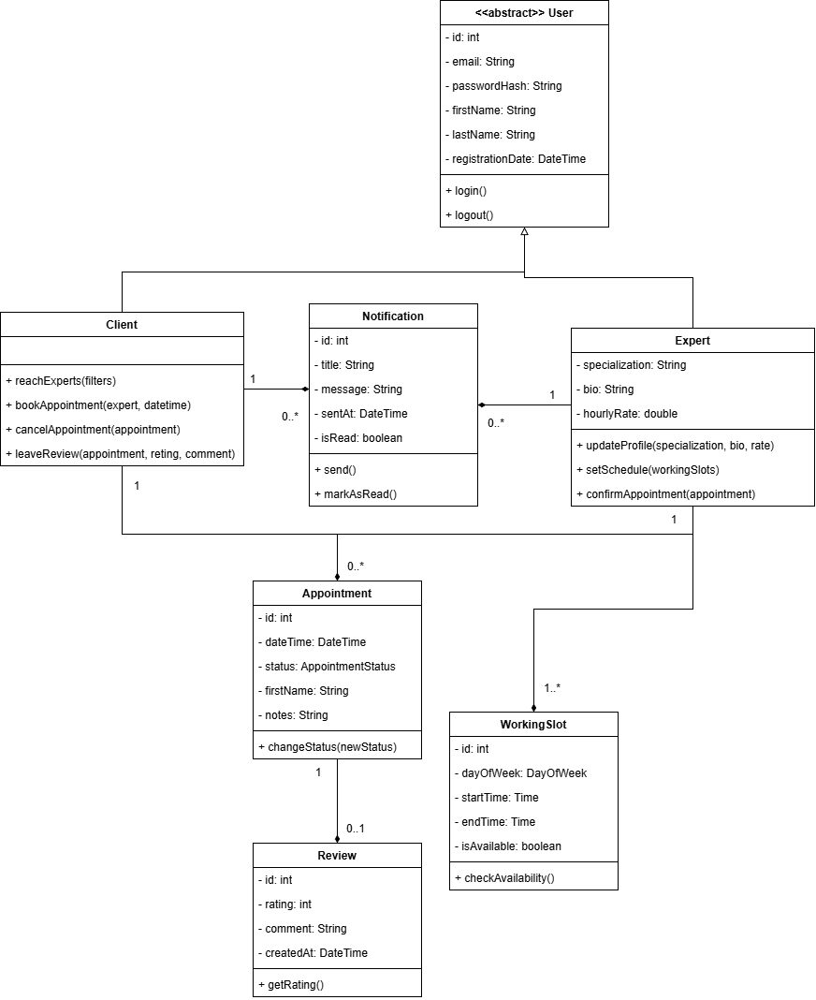 <<abstract>> User
- id: int
- email: String
- passwordHash: String
- firstName: String
- lastName: String
- registrationDate: DateTime
+ login()
+ logout()
Client
+ reachExperts(filters)
+ bookAppointment(expert, datetime)
+ cancelAppointment(appointment)
+ leaveReview(appointment, reting, comment)
1
0..*
Notification
- id: int
- title: String
- message: String
- sentAt: DateTime
- isRead: boolean
+ send()
+ markAsRead()
1
0..*
Expert
- specialization: String
- bio: String
- hourlyRate: double
+ updateProfile(specialization, bio, rate)
+ setSchedule(workingSlots)
+ confirmAppointment(appointment)
1
1
0..*
Appointment
- id: int
- dateTime: DateTime
- status: AppointmentStatus
- firstName: String
- notes: String
+ changeStatus(newStatus)
1..*
WorkingSlot
- id: int
- dayOfWeek: DayOfWeek
- startTime: Time
- endTime: Time
- isAvailable: boolean
+ checkAvailability()
1
0..1
Review
- id: int
- rating: int
- comment: String
- createdAt: DateTime
+ getRating()